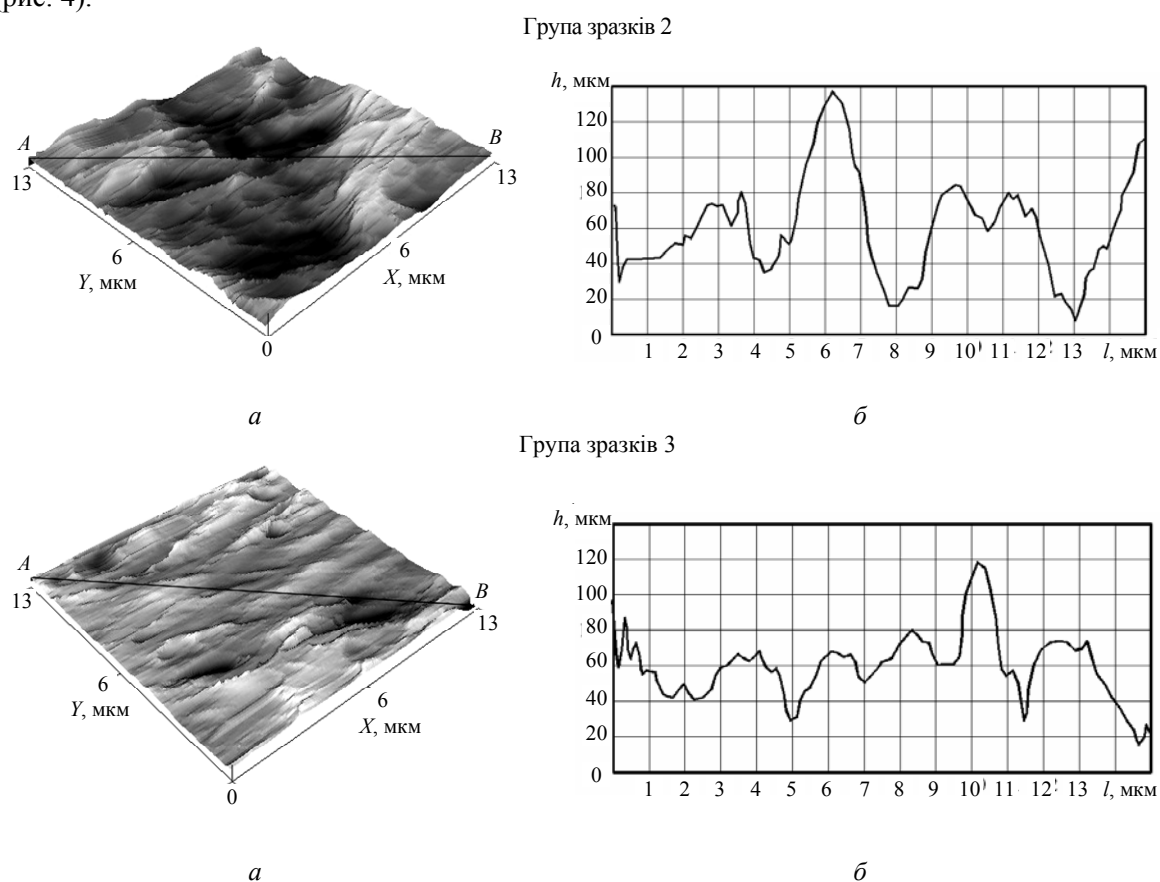 (рис. 4).
Група зразків 2
h, мкм
120
100
80
60
40
20
0
1 2 3 4 5 6 7 8 9 10 11 12 13 l, мкм
A
B
13
13
6
6
Y, мкм
X, мкм
0
а
б
Група зразків 3
h, мкм
120
100
80
60
40
20
0
1 2 3 4 5 6 7 8 9 10 11 12 13 l, мкм
A
B
13
13
6
6
Y, мкм
X, мкм
0
а
б